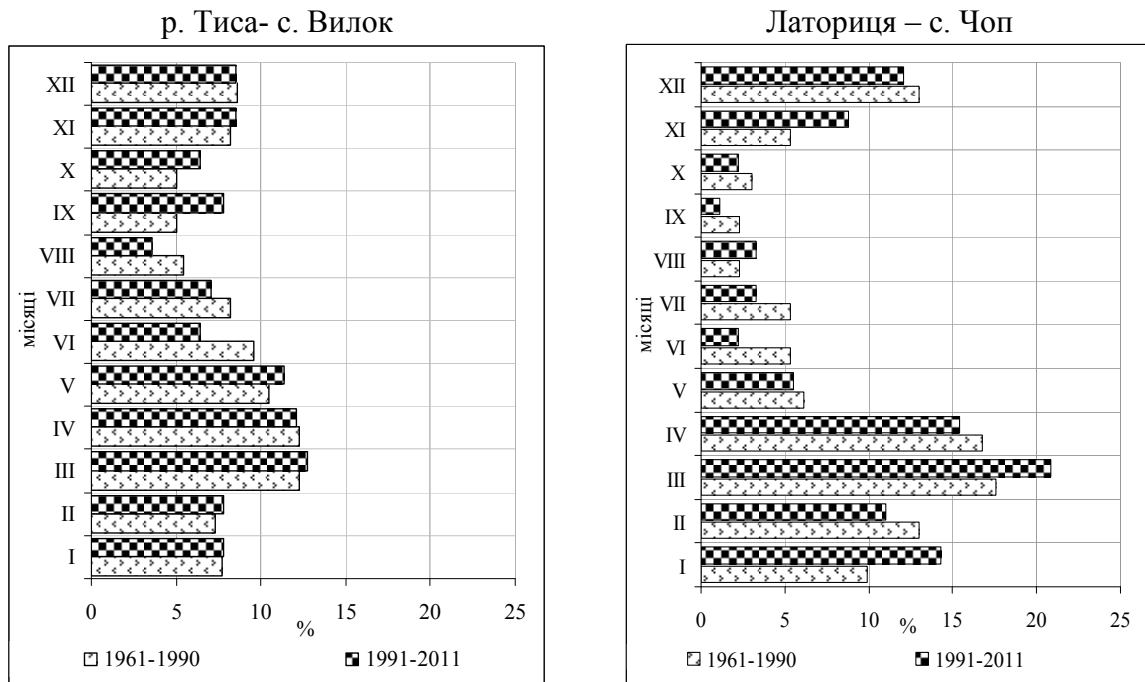 р. Тиса- с. Вилок
XII
XI
X
IX
VIII
VII
VI
V
IV
III
II
I
місяці
0 5 10 15 20 25
%
1961-1990 1991-2011
Латориця – с. Чоп
XII
XI
X
IX
VIII
VII
VI
V
IV
III
II
I
місяці
0 5 10 15 20 25
%
1961-1990 1991-2011